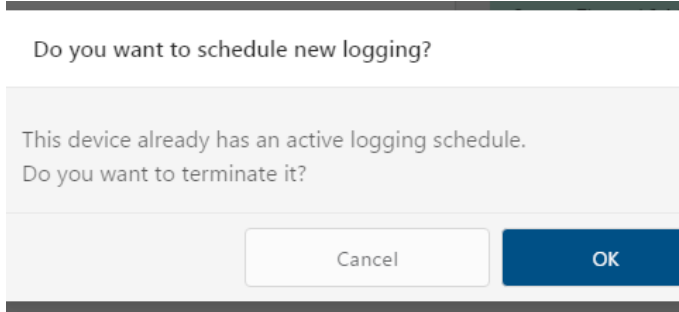 Do you want to schedule new logging?
This device already has an active logging schedule.
Do you want to terminate it?
Cancel
OK